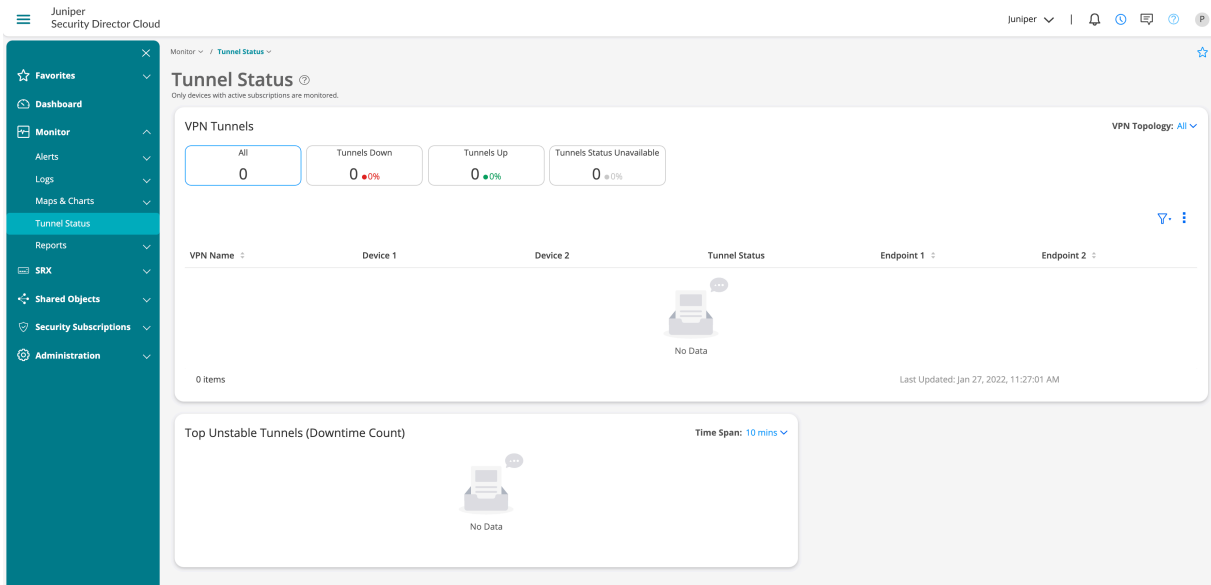 Juniper
Security Director Cloud
Juniper
P
Favorites
Dashboard
Monitor
Alerts
Logs
Maps & Charts
Tunnel Status
Reports
SRX
Shared Objects
Security Subscriptions
Administration
Monitor / Tunnel Status
Tunnel Status ?
Only devices with active subscriptions are monitored.
VPN Tunnels
VPN Topology: All
All
0
Tunnels Down
0 0%
Tunnels Up
0 0%
Tunnels Status Unavailable
0 0%
VPN Name Device 1 Device 2 Tunnel Status Endpoint 1 Endpoint 2
No Data
0 items
Last Updated: Jan 27, 2022, 11:27:01 AM
Top Unstable Tunnels (Downtime Count)
Time Span: 10 mins
No Data